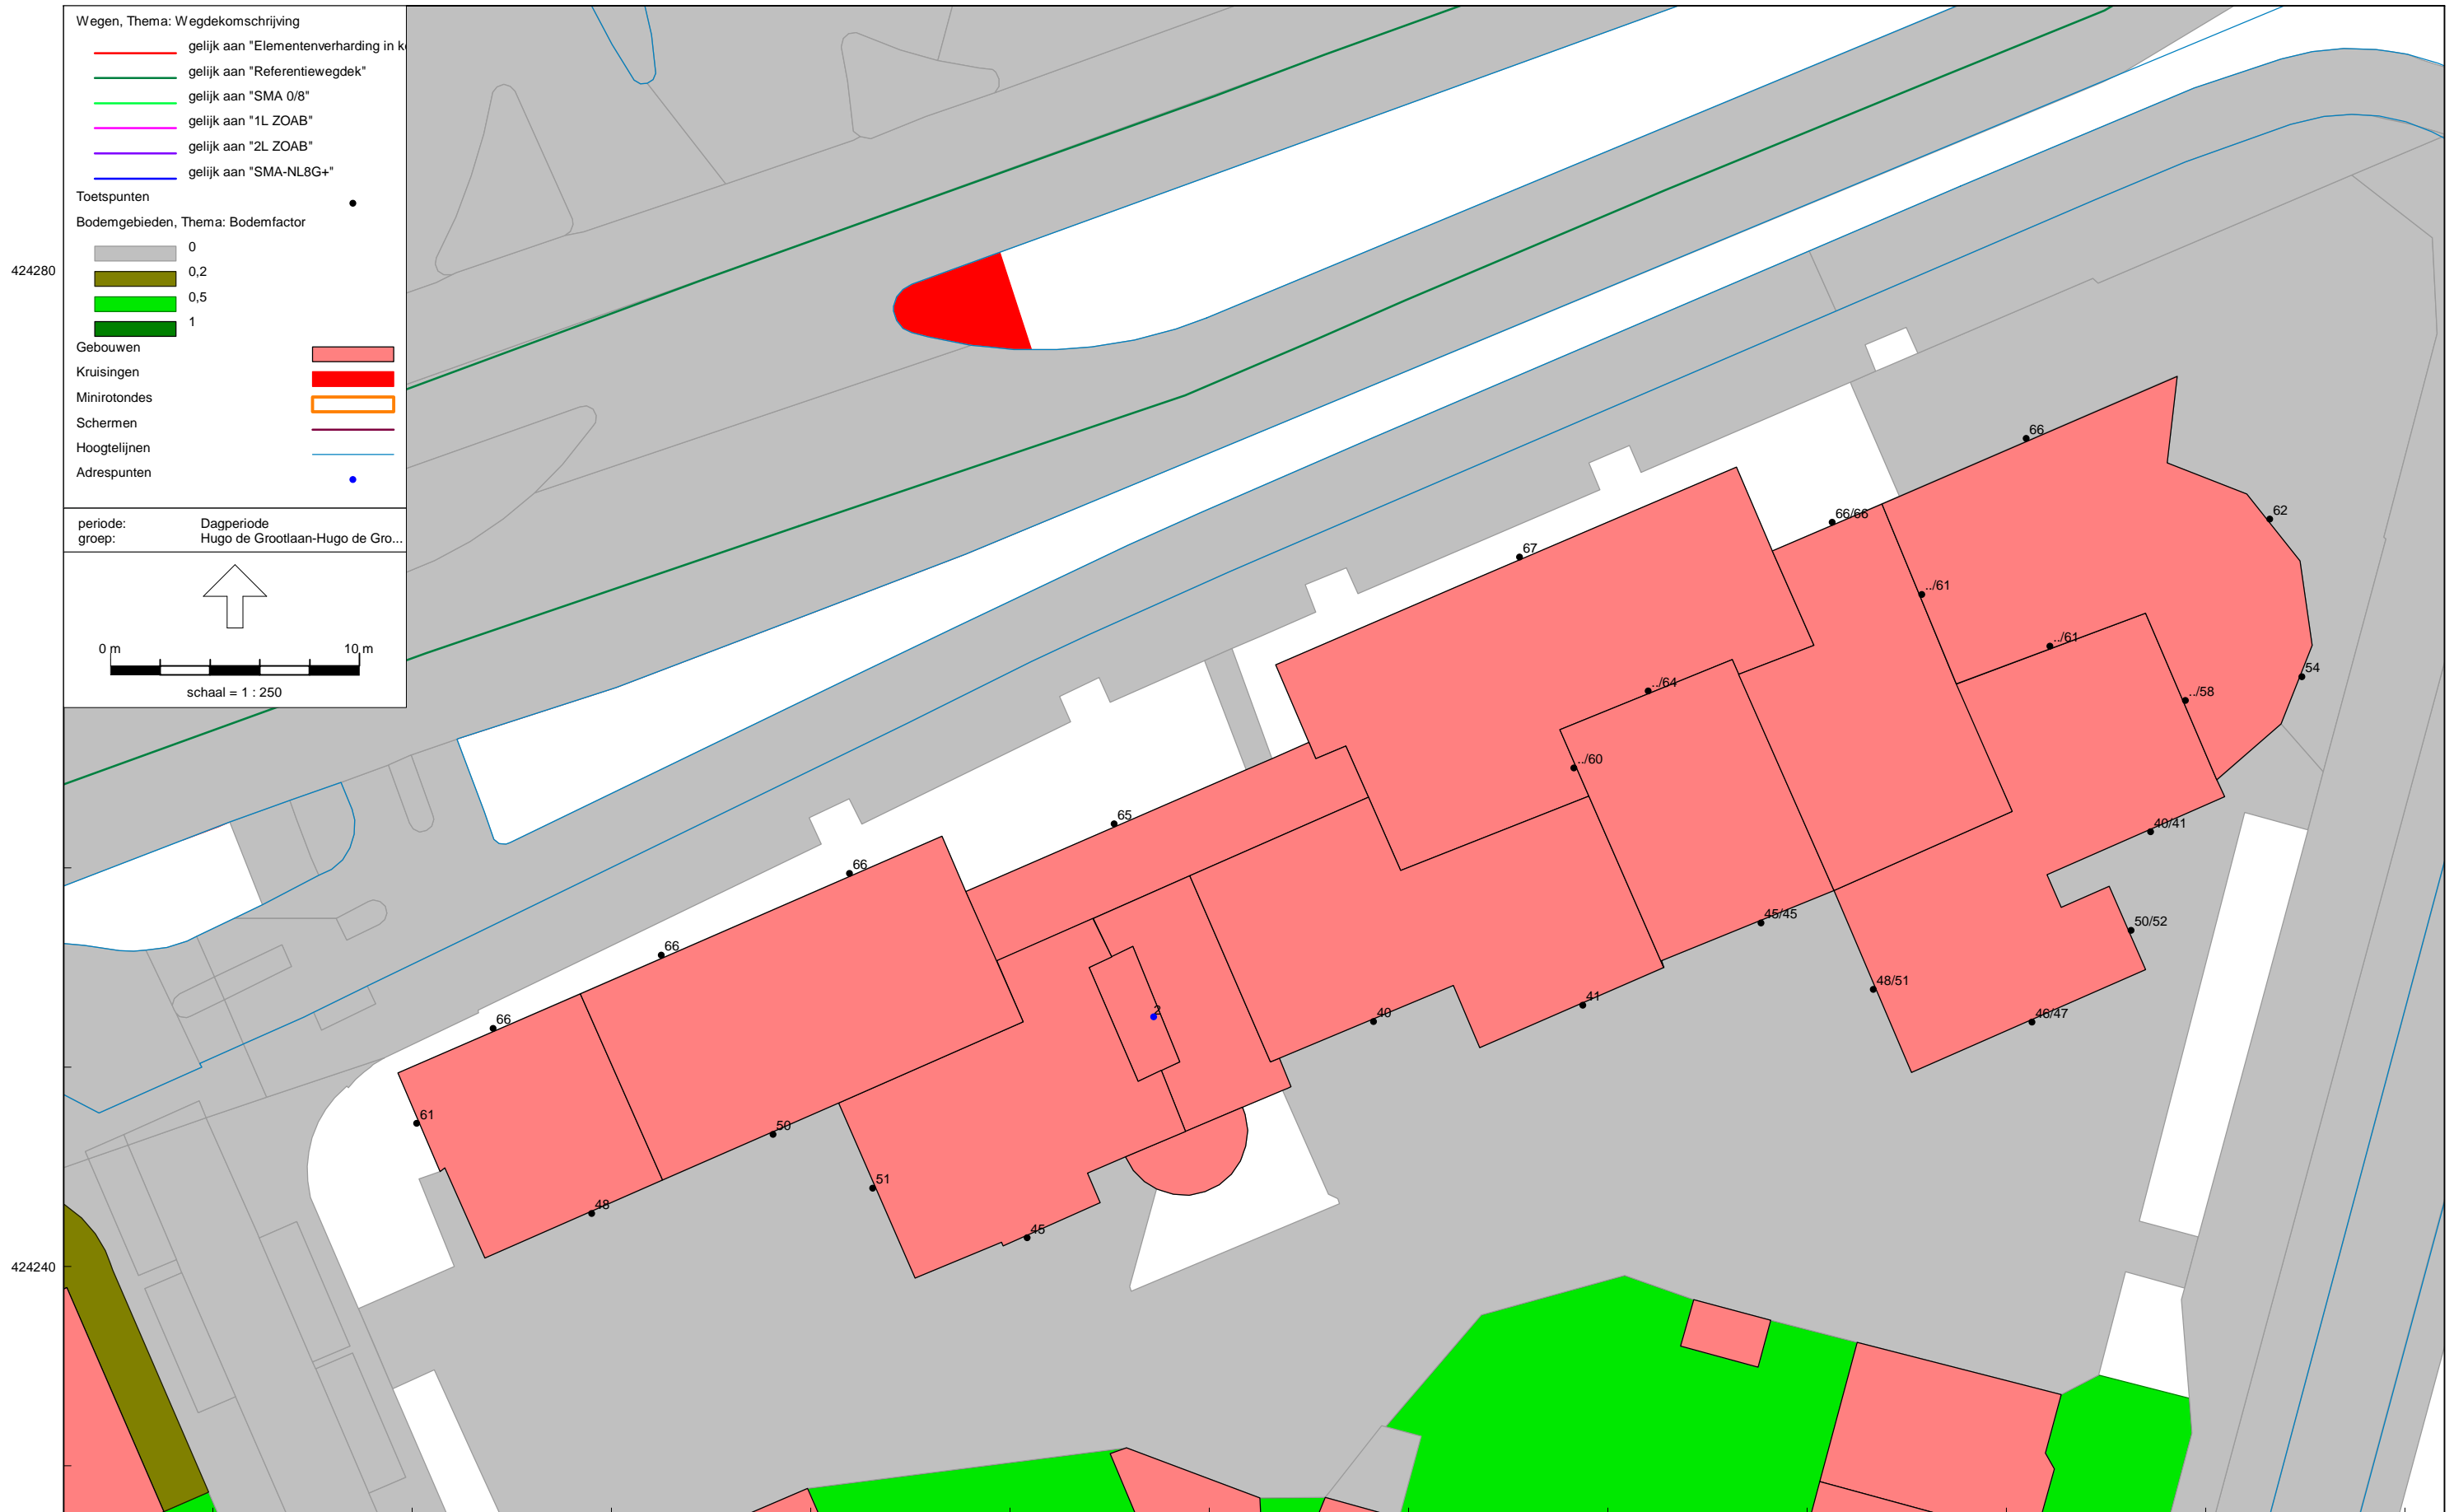 Wegen, Thema: Wegdekomschrijving
gelijk aan "Elementenverharding in ke
gelijk aan "Referentiewegdek"
gelijk aan "SMA 0/8"
gelijk aan "1L ZOAB"
gelijk aan "2L ZOAB"
gelijk aan "SMA-NL8G+"
Toetspunten
Bodemgebieden, Thema: Bodemfactor
0
0,2
0,5
1
Gebouwen
Kruisingen
Minirotondes
Schermen
Hoogtelijnen
Adrespunten
periode: Dagperiode
groep: Hugo de Grootlaan-Hugo de Gro...
0 m 10 m
schaal = 1 : 250
424280
424240
66
62
66/66
67
../61
../61
54
../64
../58
../60
65
40/41
66
45/45
50/52
66
48/51
66
2
40
41
46/47
61
50
51
48
45